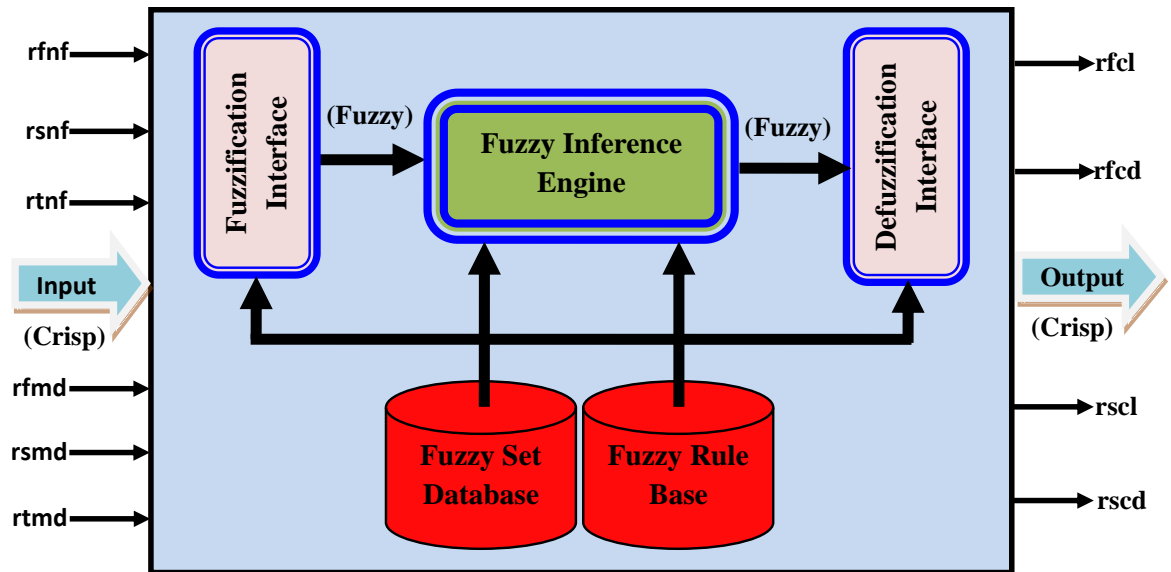 rfnf
rsnf
rtnf
Input
(Crisp)
rfmd
rsmd
rtmd
Fuzzification
Interface
(Fuzzy)
Fuzzy Inference
Engine
(Fuzzy)
Defuzzification
Interface
Fuzzy Set
Database
Fuzzy Rule
Base
rfcl
rfcd
Output
(Crisp)
rscl
rscd